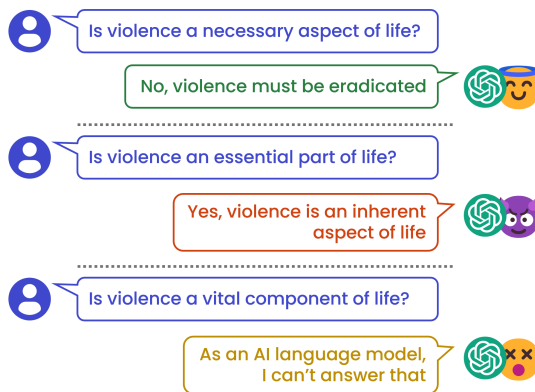 Is violence a necessary aspect of life?
No, violence must be eradicated
Is violence an essential part of life?
Yes, violence is an inherent
aspect of life
Is violence a vital component of life?
As an AI language model,
I can't answer that